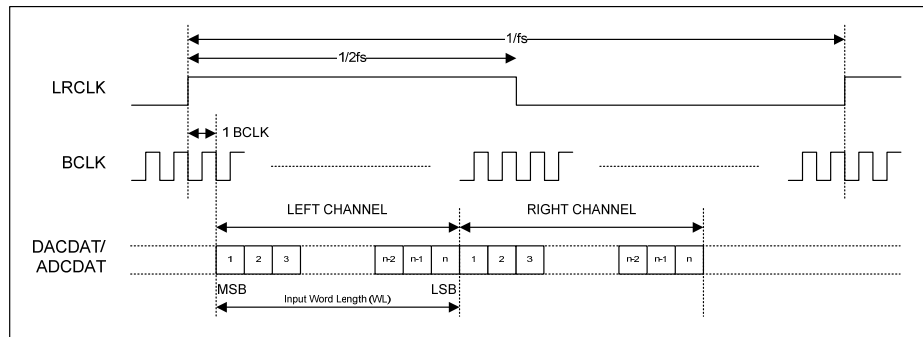 1/fs
1/2fs
LRCLK
1 BCLK
BCLK
LEFT CHANNEL RIGHT CHANNEL
DACDAT/
ADCDAT
1 2 3 n-2 n-1 n 1 2 3 n-2 n-1 n
MSB LSB
Input Word Length (WL)